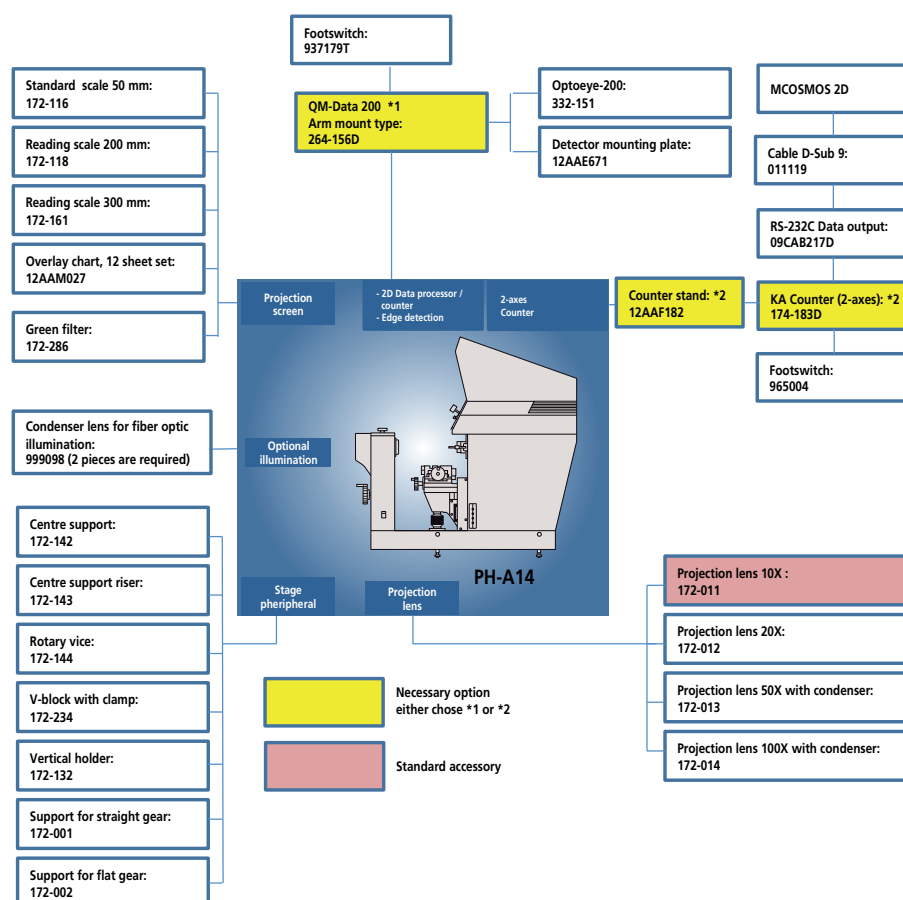 Footswitch:
937179T
Standard scale 50 mm:
172-116
Reading scale 200 mm:
172-118
Reading scale 300 mm:
172-161
Overlay chart, 12 sheet set:
12AAM027
Green filter:
172-286
QM-Data 200 *1
Arm mount type:
264-156D
Optoeye-200:
332-151
Detector mounting plate:
12AAE671
MCOSMOS 2D
Cable D-Sub 9:
011119
RS-232C Data output:
09CAB217D
Projection
screen
- 2D Data processor /
counter
- Edge detection
2-axes
Counter
Counter stand: *2
12AAF182
KA Counter (2-axes): *2
174-183D
Footswitch:
965004
Condenser lens for fiber optic
illumination:
999098 (2 pieces are required)
Optional
illumination
PH-A14
Stage
pheripheral
Projection
lens
Centre support:
172-142
Centre support riser:
172-143
Rotary vice:
172-144
V-block with clamp:
172-234
Vertical holder:
172-132
Support for straight gear:
172-001
Support for flat gear:
172-002
Necessary option
either chose *1 or *2
Standard accessory
Projection lens 10X :
172-011
Projection lens 20X:
172-012
Projection lens 50X with condenser:
172-013
Projection lens 100X with condenser:
172-014